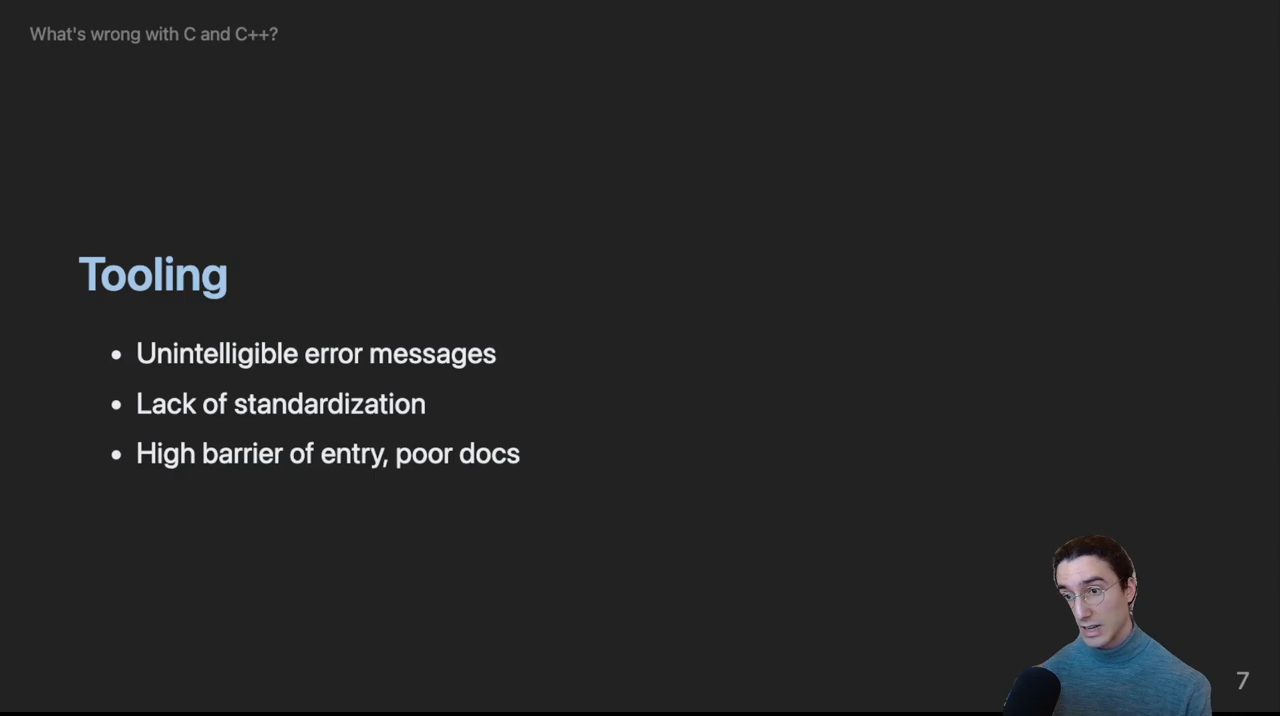 What's wrong with C and C++?
Tooling
• Unintelligible error messages
• Lack of standardization
• High barrier of entry, poor docs
7